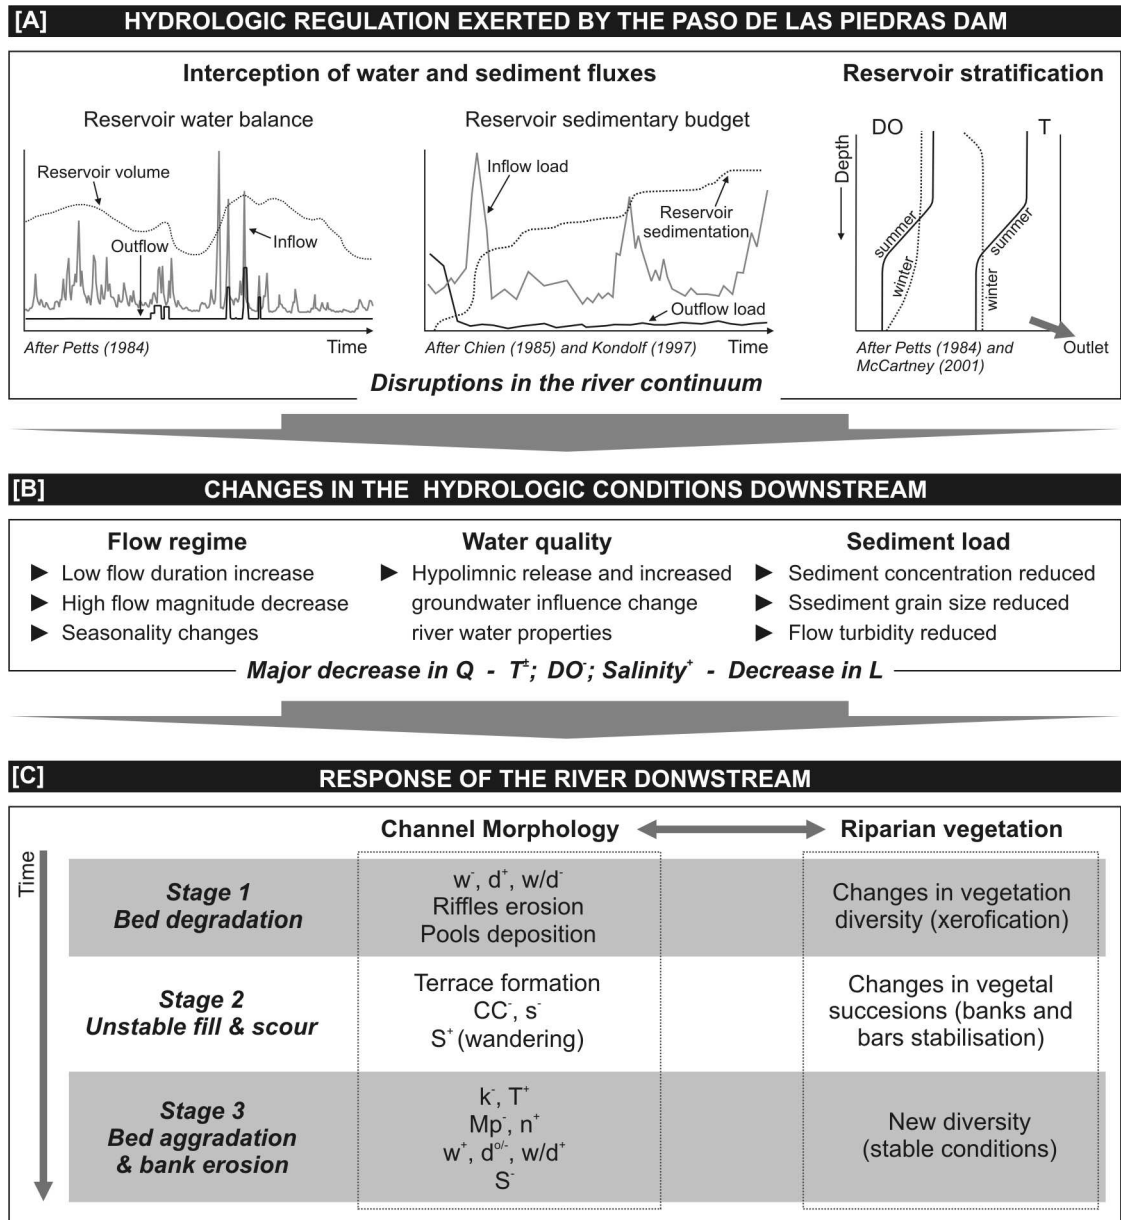 [A] HYDROLOGIC REGULATION EXERTED BY THE PASO DE LAS PIEDRAS DAM
Interception of water and sediment fluxes
Reservoir stratification
Reservoir water balance
Reservoir sedimentary budget
Reservoir volume
Outflow
Inflow
After Petts (1984)
Time
Inflow load
Reservoir
sedimentation
Outflow load
After Chien (1985) and Kondolf (1997)
Time
DO
T
Depth
summer
winter
summer
winter
After Petts (1984) and
McCartney (2001)
Outlet
Disruptions in the river continuum
[B] CHANGES IN THE HYDROLOGIC CONDITIONS DOWNSTREAM
Flow regime
▶ Low flow duration increase
▶ High flow magnitude decrease
▶ Seasonality changes
Water quality
▶ Hypolimnic release and increased
groundwater influence change
river water properties
Sediment load
▶ Sediment concentration reduced
▶ Ssediment grain size reduced
▶ Flow turbidity reduced
Major decrease in Q - T±; DO-; Salinity+ - Decrease in L
[C] RESPONSE OF THE RIVER DONWSTREAM
Channel Morphology
Riparian vegetation
Time
Stage 1
Bed degradation
w-, d+, w/d-
Riffles erosion
Pools deposition
Changes in vegetation
diversity (xerofication)
Stage 2
Unstable fill & scour
Terrace formation
CC-, s-
S+ (wandering)
Changes in vegetal
succesions (banks and
bars stabilisation)
Stage 3
Bed aggradation
& bank erosion
k-, T+
Mp-, n+
w+, do/-, w/d+
S-
New diversity
(stable conditions)